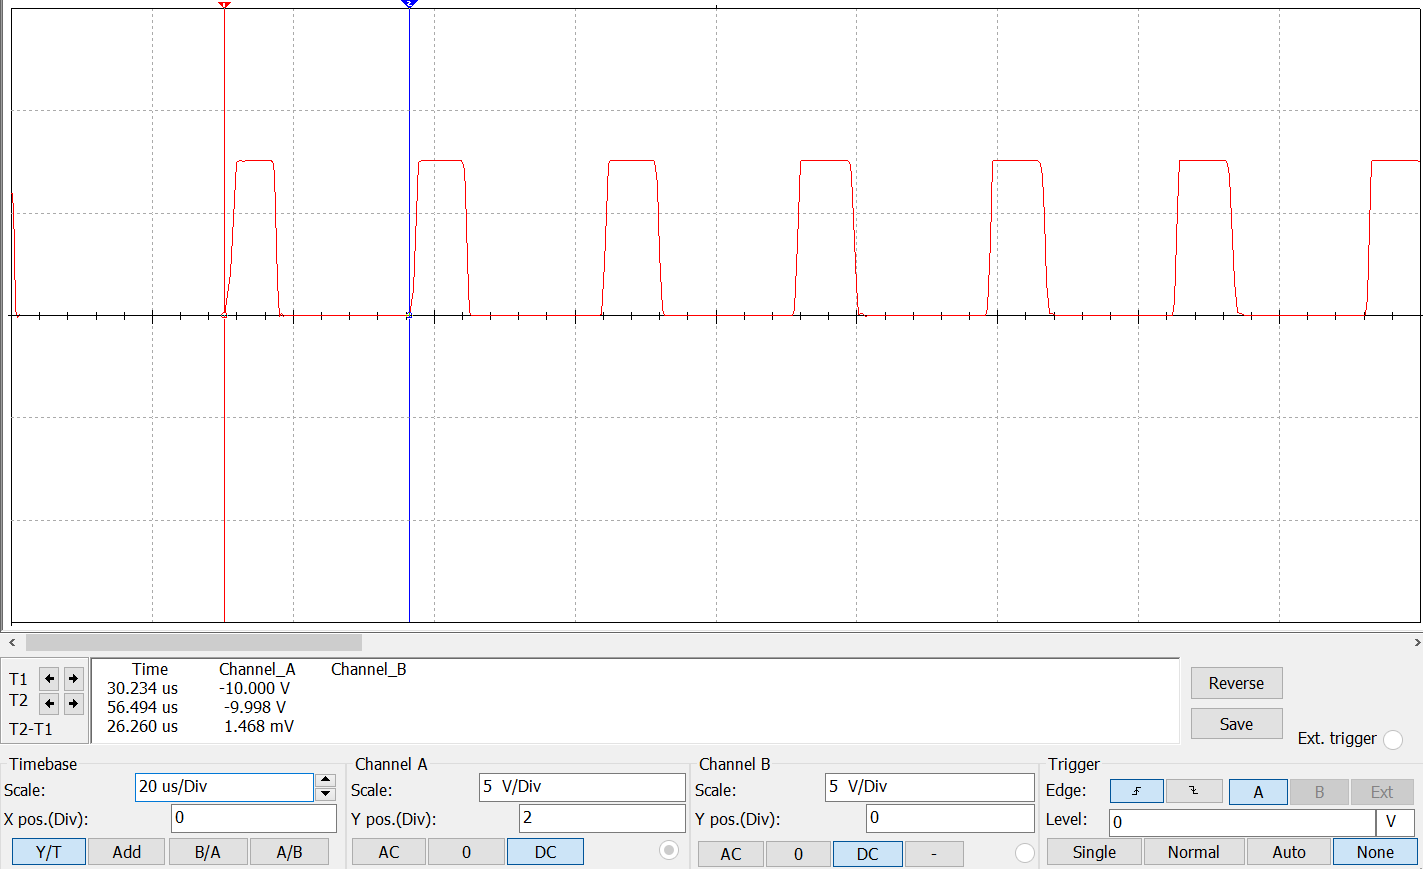 1 2
Time Channel_A Channel_B
T1 30.234 us -10.000 V
T2 56.494 us -9.998 V
T2-T1 26.260 us 1.468 mV
Reverse
Save
Ext. trigger
Timebase
Scale: 20 us/Div
X pos.(Div): 0
Y/T Add B/A A/B
Channel A
Scale: 5 V/Div
Y pos.(Div): 2
AC 0 DC
Channel B
Scale: 5 V/Div
Y pos.(Div): 0
AC 0 DC -
Trigger
Edge: A B Ext
Level: 0 V
Single Normal Auto None